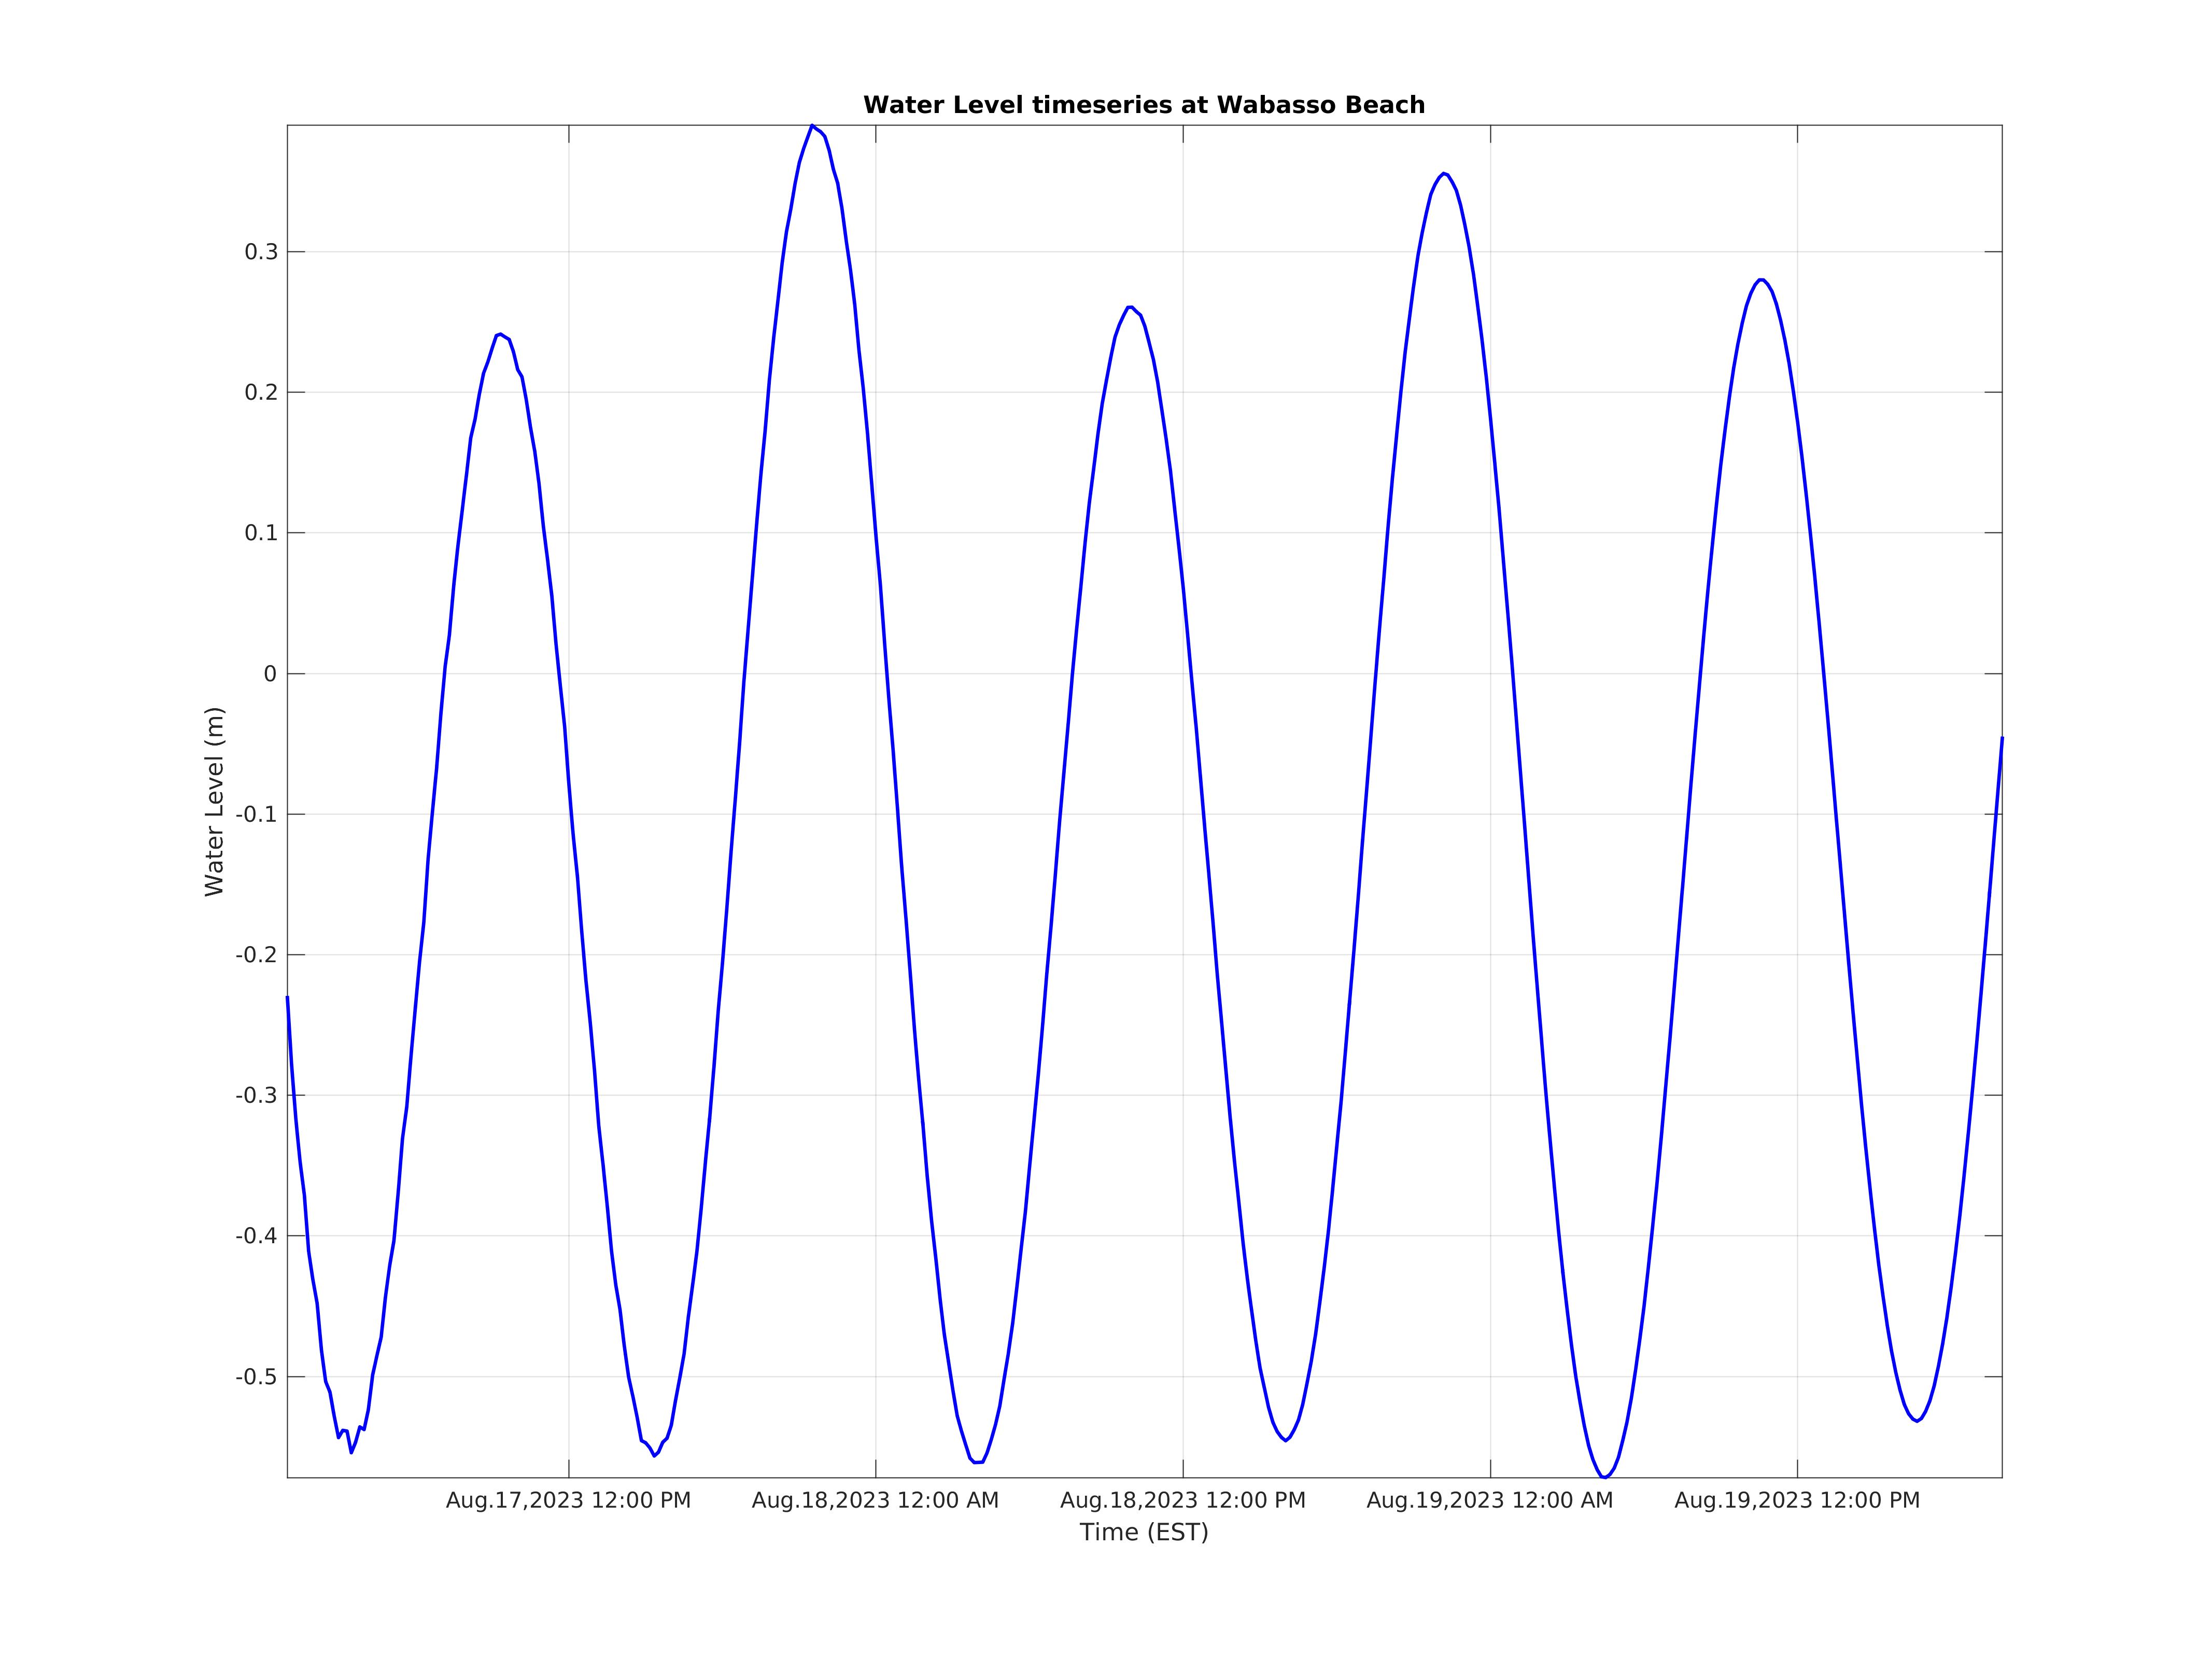 Water Level timeseries at Wabasso Beach
0.3
0.2
0.1
0
-0.1
-0.2
-0.3
-0.4
-0.5
Water Level (m)
Aug.17,2023 12:00 PM
Aug.18,2023 12:00 AM
Aug.18,2023 12:00 PM
Aug.19,2023 12:00 AM
Aug.19,2023 12:00 PM
Time (EST)